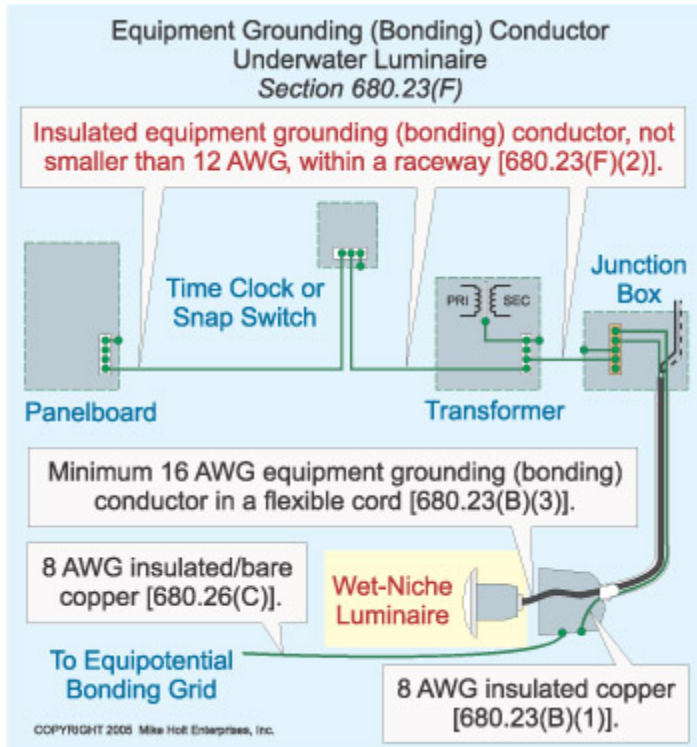 Equipment Grounding (Bonding) Conductor
Underwater Luminaire
Section 680.23(F)
Insulated equipment grounding (bonding) conductor, not
smaller than 12 AWG, within a raceway [680.23(F)(2)].
Time Clock or
Snap Switch
Junction
Box
PRI
SEC
Panelboard
Transformer
Minimum 16 AWG equipment grounding (bonding)
conductor in a flexible cord [680.23(B)(3)].
8 AWG insulated/bare
copper [680.26(C)].
Wet-Niche
Luminaire
To Equipotential
Bonding Grid
8 AWG insulated copper
[680.23(B)(1)].
COPYRIGHT 2005 Mike Holt Enterprises, Inc.